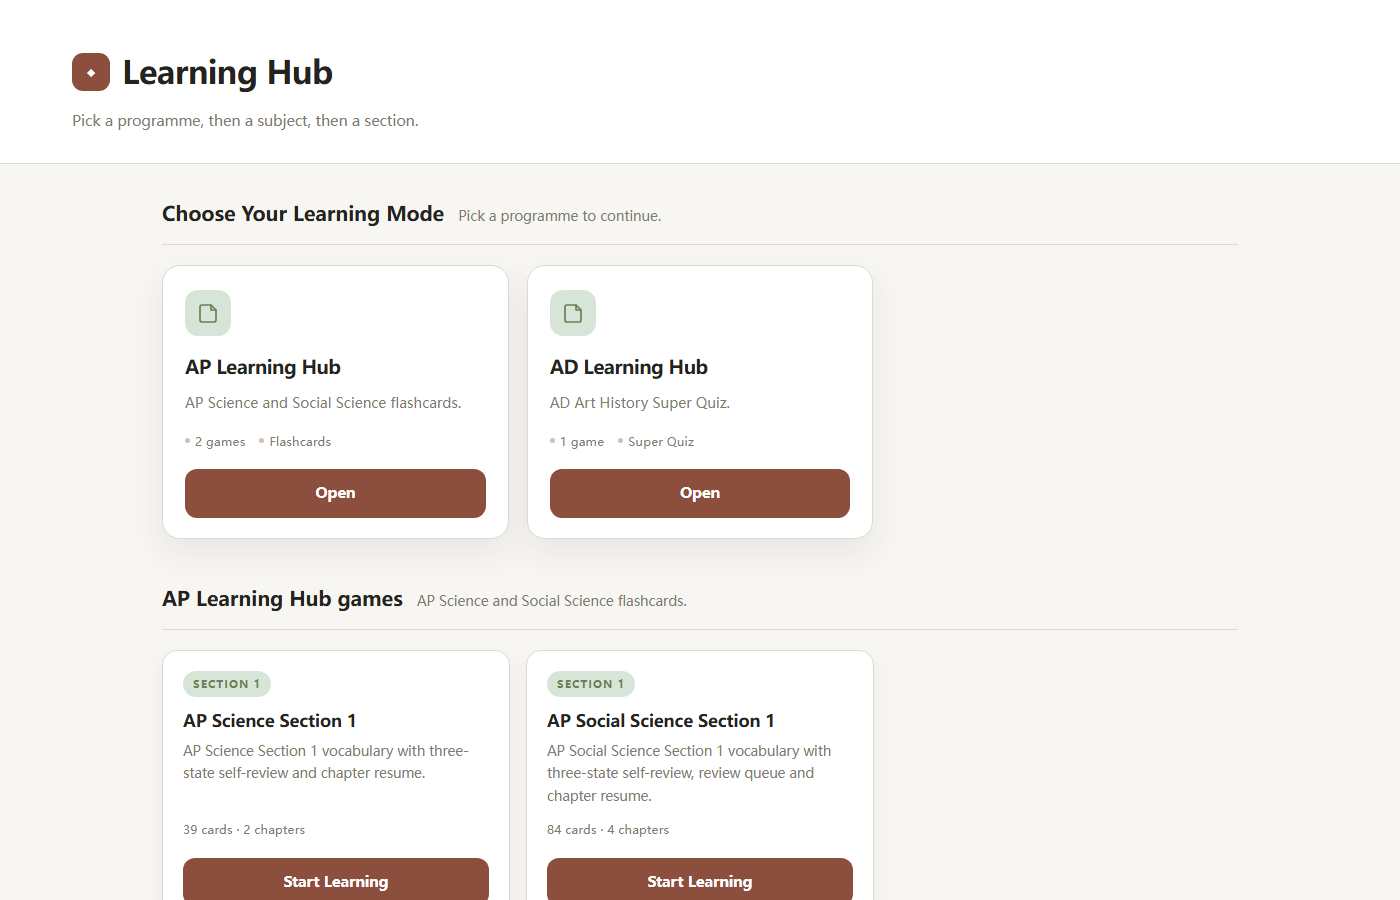 Learning Hub
Pick a programme, then a subject, then a section.
Choose Your Learning Mode Pick a programme to continue.
AP Learning Hub
AP Science and Social Science flashcards.
2 games Flashcards
Open
AD Learning Hub
AD Art History Super Quiz.
1 game Super Quiz
Open
AP Learning Hub games AP Science and Social Science flashcards.
SECTION 1
AP Science Section 1
AP Science Section 1 vocabulary with three-
state self-review and chapter resume.
39 cards · 2 chapters
Start Learning
SECTION 1
AP Social Science Section 1
AP Social Science Section 1 vocabulary with
three-state self-review, review queue and
chapter resume.
84 cards · 4 chapters
Start Learning